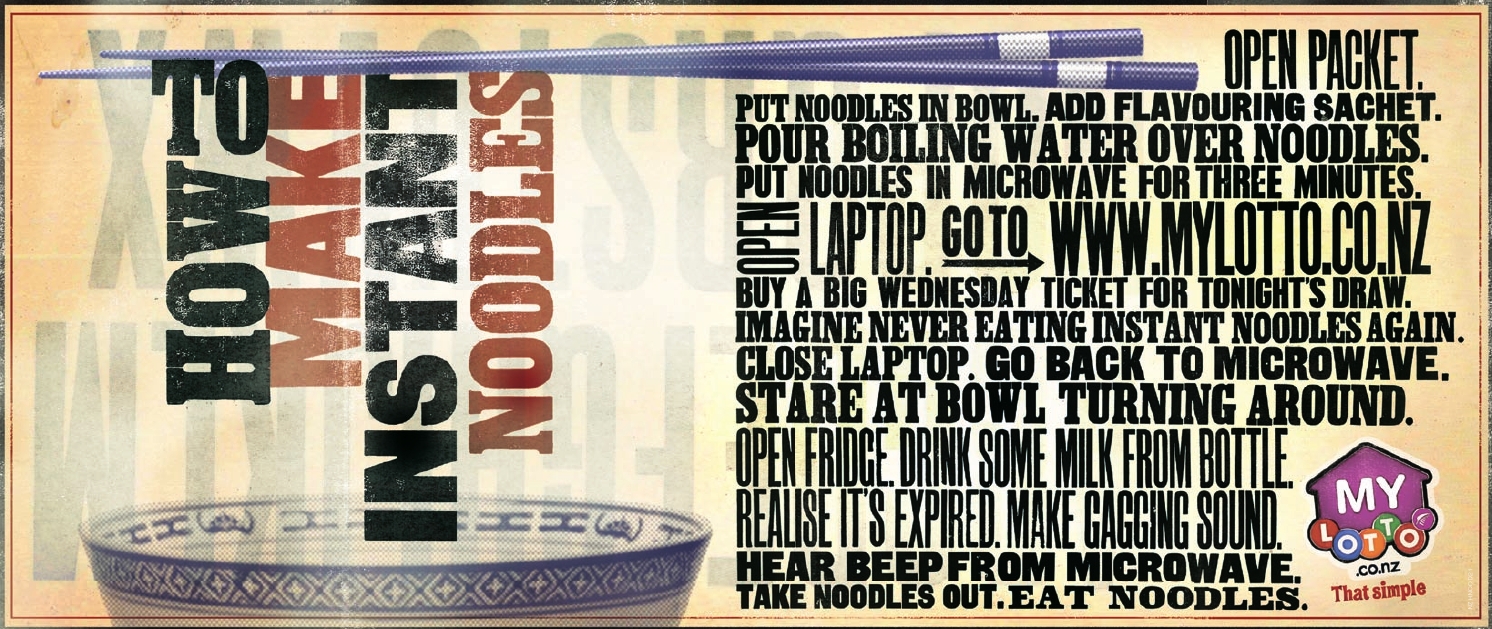 HOW TO
MAKE
INSTANT
NOODLES
OPEN PACKET.
PUT NOODLES IN BOWL. ADD FLAVOURING SACHET.
POUR BOILING WATER OVER NOODLES.
PUT NOODLES IN MICROWAVE FOR THREE MINUTES.
OPEN LAPTOP. GO TO WWW.MYLOTTO.CO.NZ
BUY A BIG WEDNESDAY TICKET FOR TONIGHT'S DRAW.
IMAGINE NEVER EATING INSTANT NOODLES AGAIN.
CLOSE LAPTOP. GO BACK TO MICROWAVE.
STARE AT BOWL TURNING AROUND.
OPEN FRIDGE. DRINK SOME MILK FROM BOTTLE.
REALISE IT'S EXPIRED. MAKE GAGGING SOUND.
HEAR BEEP FROM MICROWAVE.
TAKE NOODLES OUT. EAT NOODLES.
MY
LOTTO
.co.nz
That simple